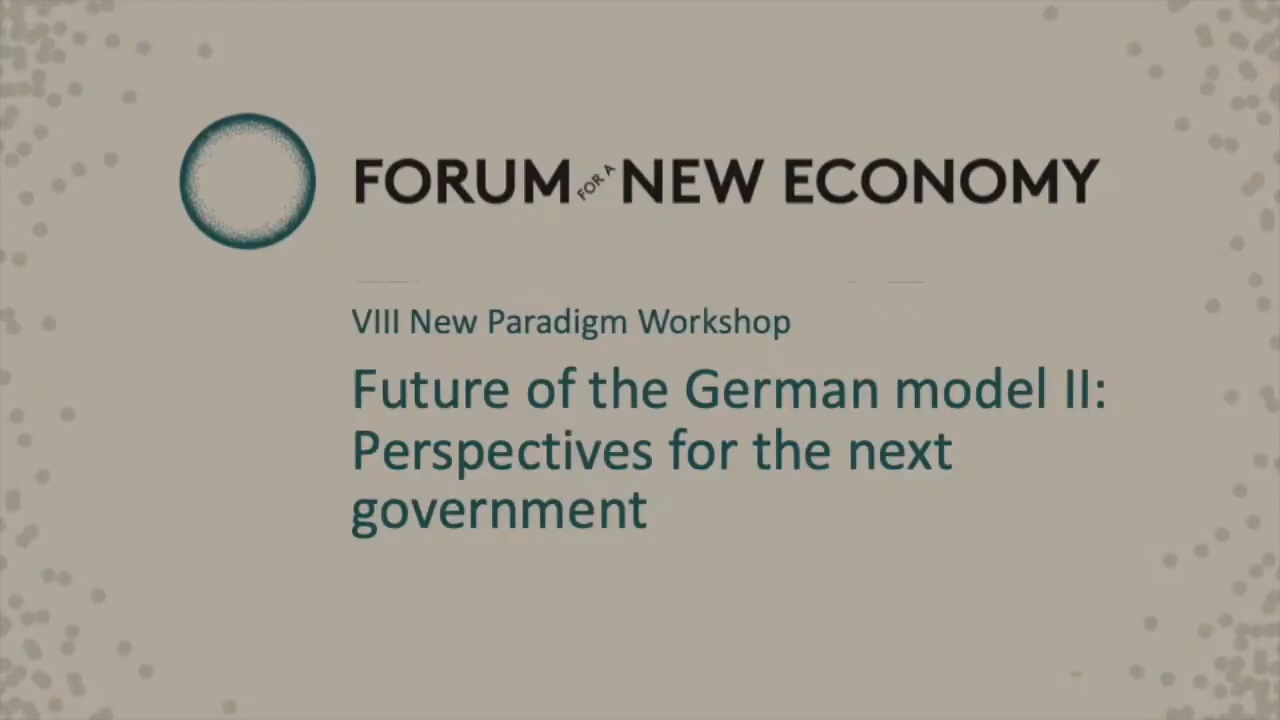 FORUM FOR A NEW ECONOMY
VIII New Paradigm Workshop
Future of the German model II:
Perspectives for the next
government